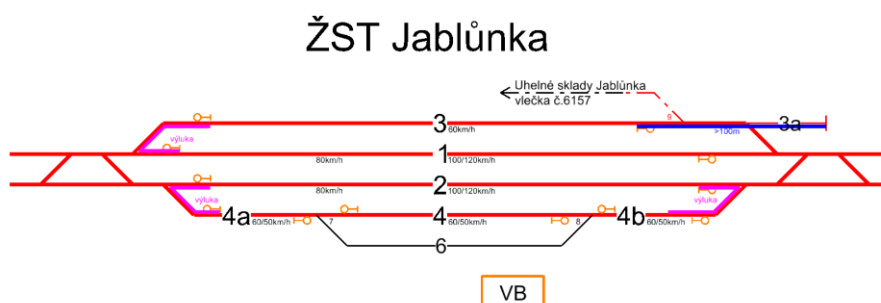 ŽST Jablůnka
Uhelné sklady Jablůnka
vlečka č.6157
9
3
60km/h
3a
>100m
výluka
1
80km/h
100/120km/h
2
80km/h
100/120km/h
výluka
výluka
4a
60/50km/h
7
4
60/50km/h
8
4b
60/50km/h
6
VB